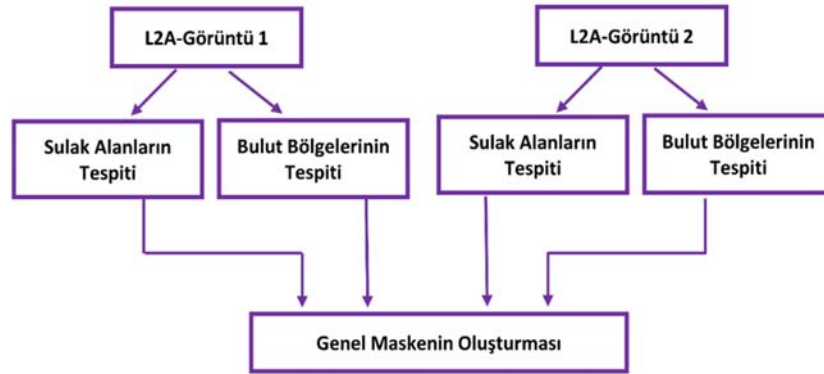 L2A-Görüntü 1
L2A-Görüntü 2
Sulak Alanların
Tespiti
Bulut Bölgelerinin
Tespiti
Sulak Alanların
Tespiti
Bulut Bölgelerinin
Tespiti
Genel Maskenin Oluşturması